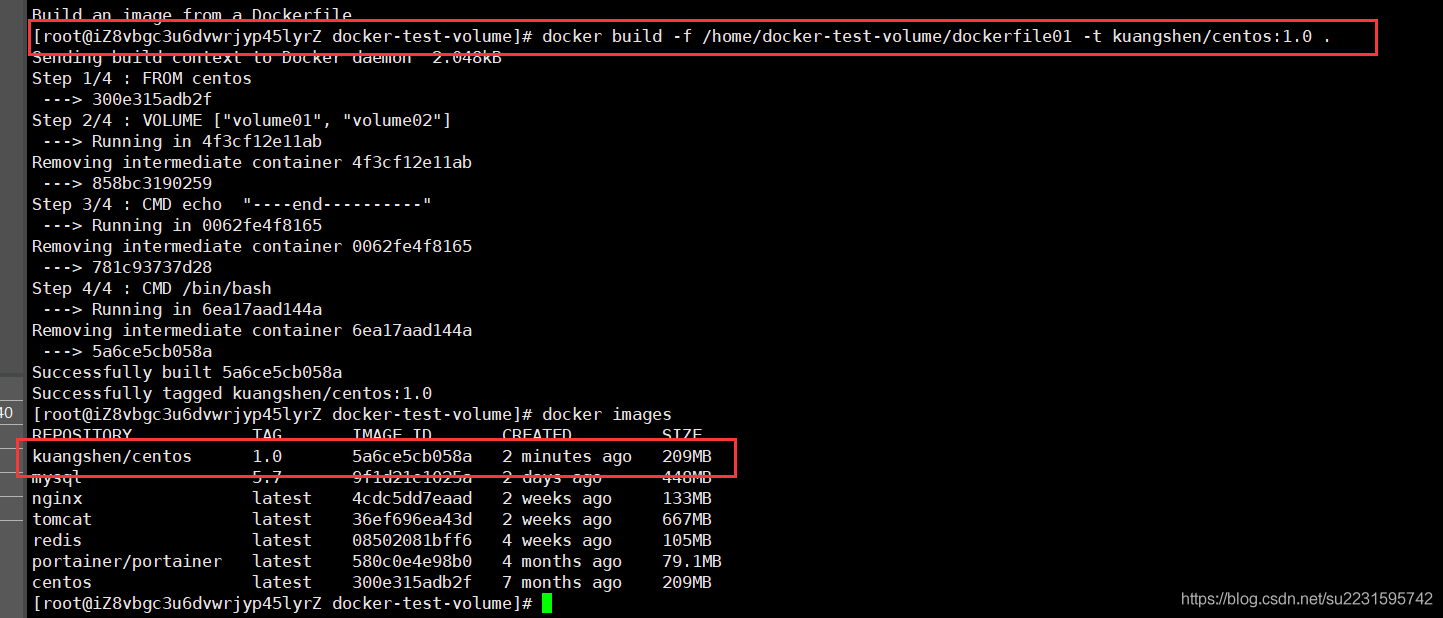 Build an image from a Dockerfile
[root@iZ8vbgc3u6dvwrjyp45lyrZ docker-test-volume]# docker build -f /home/docker-test-volume/dockerfile01 -t kuangshen/centos:1.0 .
Sending build context to Docker daemon  2.048kB
Step 1/4 : FROM centos
 ---> 300e315adb2f
Step 2/4 : VOLUME ["volume01", "volume02"]
 ---> Running in 4f3cf12e11ab
Removing intermediate container 4f3cf12e11ab
 ---> 858bc3190259
Step 3/4 : CMD echo  "----end----------"
 ---> Running in 0062fe4f8165
Removing intermediate container 0062fe4f8165
 ---> 781c93737d28
Step 4/4 : CMD /bin/bash
 ---> Running in 6ea17aad144a
Removing intermediate container 6ea17aad144a
 ---> 5a6ce5cb058a
Successfully built 5a6ce5cb058a
Successfully tagged kuangshen/centos:1.0
40
[root@iZ8vbgc3u6dvwrjyp45lyrZ docker-test-volume]# docker images
REPOSITORY            TAG       IMAGE ID       CREATED         SIZE
kuangshen/centos      1.0       5a6ce5cb058a   2 minutes ago   209MB
mysql                 5.7       9f1d21c1025a   2 days ago      448MB
nginx                 latest    4cdc5dd7eaad   2 weeks ago     133MB
tomcat                latest    36ef696ea43d   2 weeks ago     667MB
redis                 latest    08502081bff6   4 weeks ago     105MB
portainer/portainer   latest    580c0e4e98b0   4 months ago    79.1MB
centos                latest    300e315adb2f   7 months ago    209MB
[root@iZ8vbgc3u6dvwrjyp45lyrZ docker-test-volume]#
https://blog.csdn.net/su2231595742